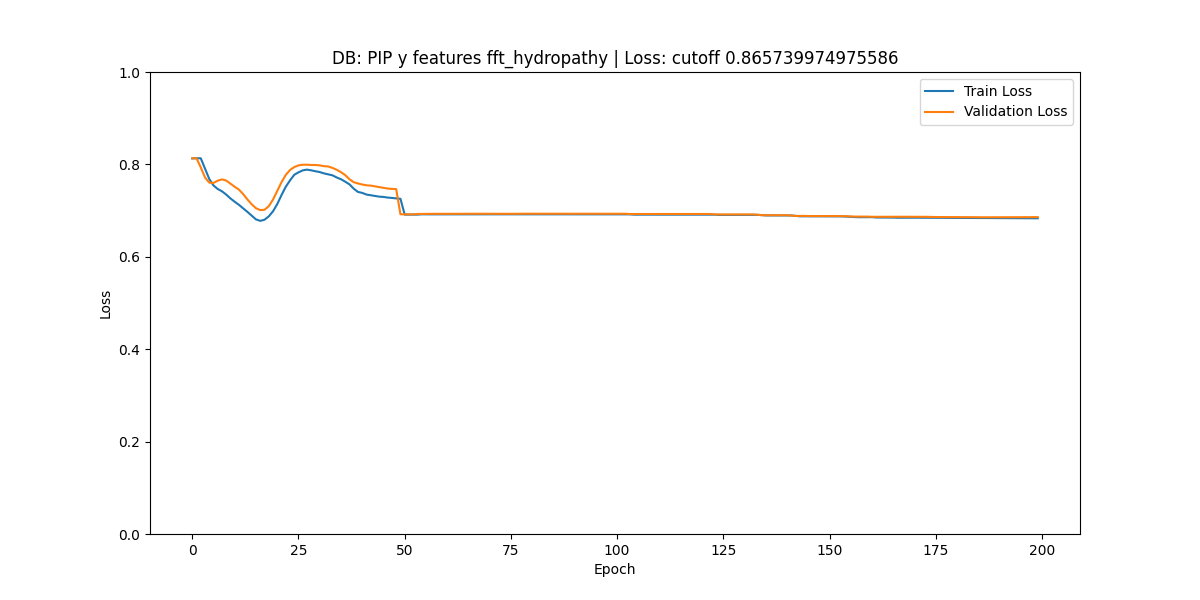 DB: PIP y features fft_hydropathy | Loss: cutoff 0.865739974975586
Train Loss
Validation Loss
1.0
0.8
0.6
0.4
0.2
0.0
Loss
0 25 50 75 100 125 150 175 200
Epoch